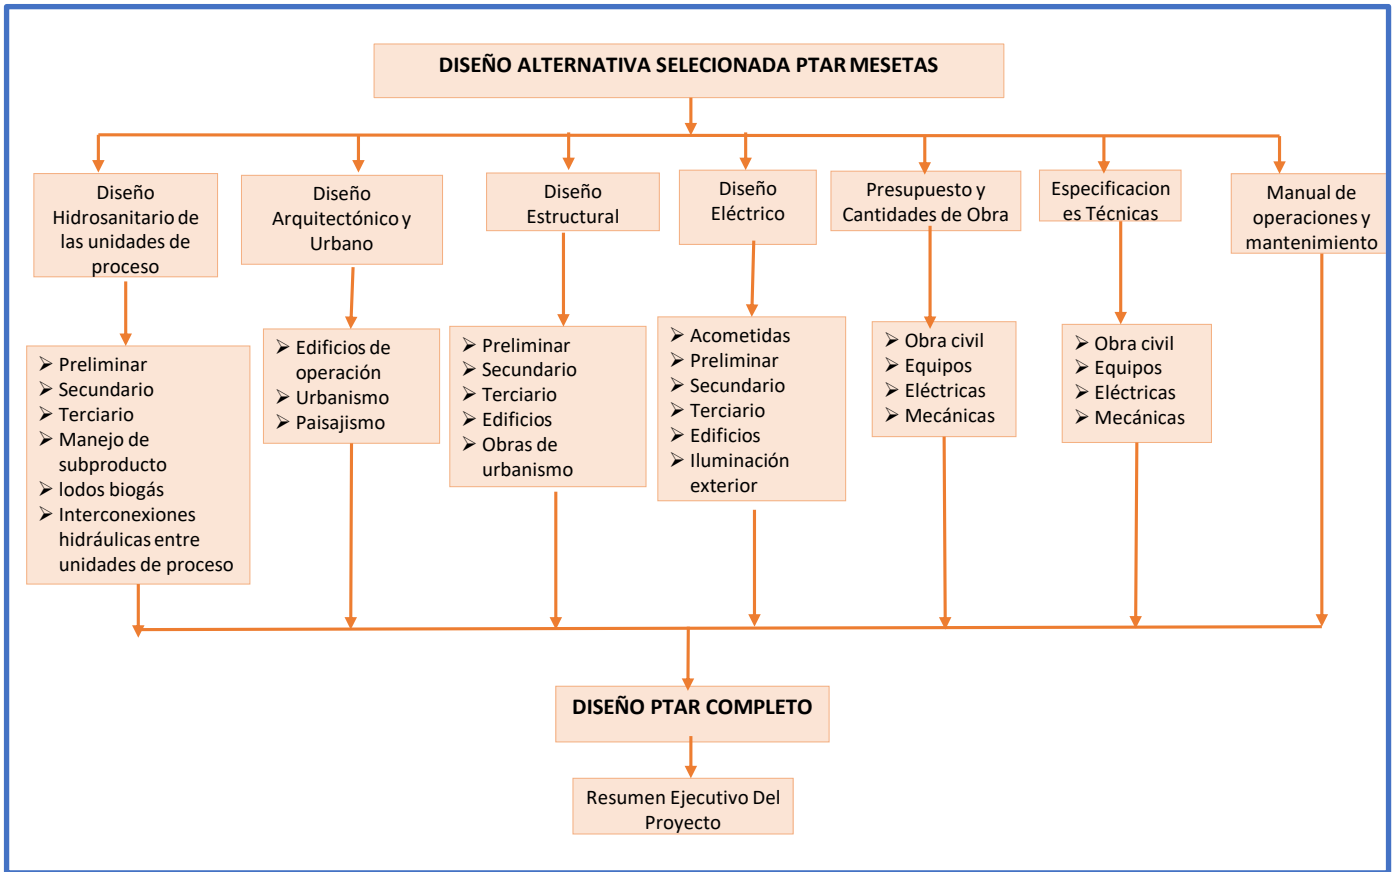 DISEÑO ALTERNATIVA SELECIONADA PTAR MESETAS
Diseño
Hidrosanitario de
las unidades de
proceso
Diseño
Arquitectónico y
Urbano
Diseño
Estructural
Diseño
Eléctrico
Presupuesto y
Cantidades de Obra
Especificacion
es Técnicas
Manual de
operaciones y
mantenimiento
➢ Preliminar
➢ Secundario
➢ Terciario
➢ Manejo de
subproducto
➢ lodos biogás
➢ Interconexiones
hidráulicas entre
unidades de proceso
➢ Edificios de
operación
➢ Urbanismo
➢ Paisajismo
➢ Preliminar
➢ Secundario
➢ Terciario
➢ Edificios
➢ Obras de
urbanismo
➢ Acometidas
➢ Preliminar
➢ Secundario
➢ Terciario
➢ Edificios
➢ Iluminación
exterior
➢ Obra civil
➢ Equipos
➢ Eléctricas
➢ Mecánicas
➢ Obra civil
➢ Equipos
➢ Eléctricas
➢ Mecánicas
DISEÑO PTAR COMPLETO
Resumen Ejecutivo Del
Proyecto